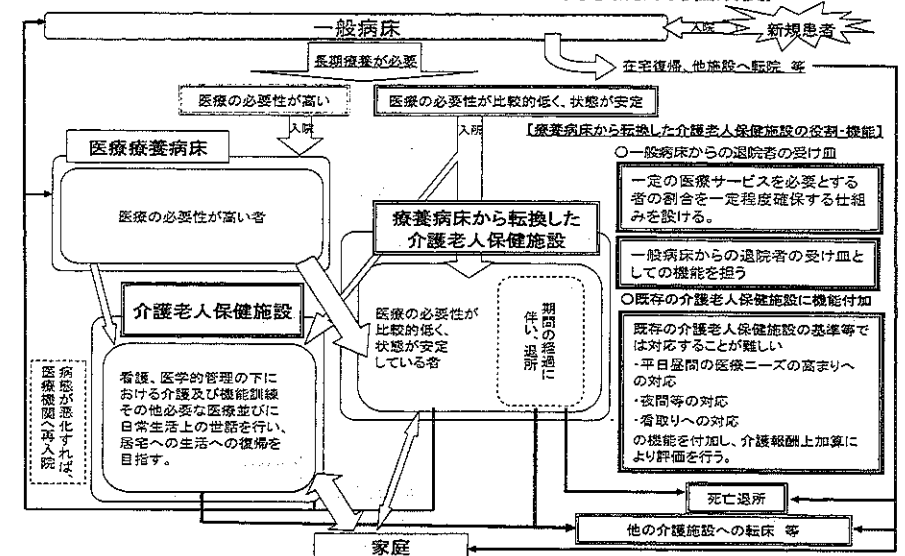 一般病床
入院
新規患者
長期療養が必要
在宅復帰、他施設へ転院 等
医療の必要性が高い
医療の必要性が比較的低く、状態が安定
入院
入所
【療養病床から転換した介護老人保健施設の役割・機能】
医療療養病床
医療の必要性が高い者
○一般病床からの退院者の受け皿
一定の医療サービスを必要とする
者の割合を一定程度確保する仕組
みを設ける。
一般病床からの退院者の受け皿と
しての機能を担う
療養病床から転換した
介護老人保健施設
医療の必要性が
比較的低く、
状態が安定
している者
期間の経過に
伴い、退所
○既存の介護老人保健施設に機能付加
既存の介護老人保健施設の基準等で
は対応することが難しい
・平日昼間の医療ニーズの高まりへ
の対応
・夜間等の対応
・看取りへの対応
の機能を付加し、介護報酬上加算に
より評価を行う。
介護老人保健施設
看護、医学的管理の下に
おける介護及び機能訓練
その他必要な医療並びに
日常生活上の世話を行い、
居宅への生活への復帰を
目指す。
病態が悪化すれば、
医療機関へ再入院
死亡退所
他の介護施設への転床 等
家庭